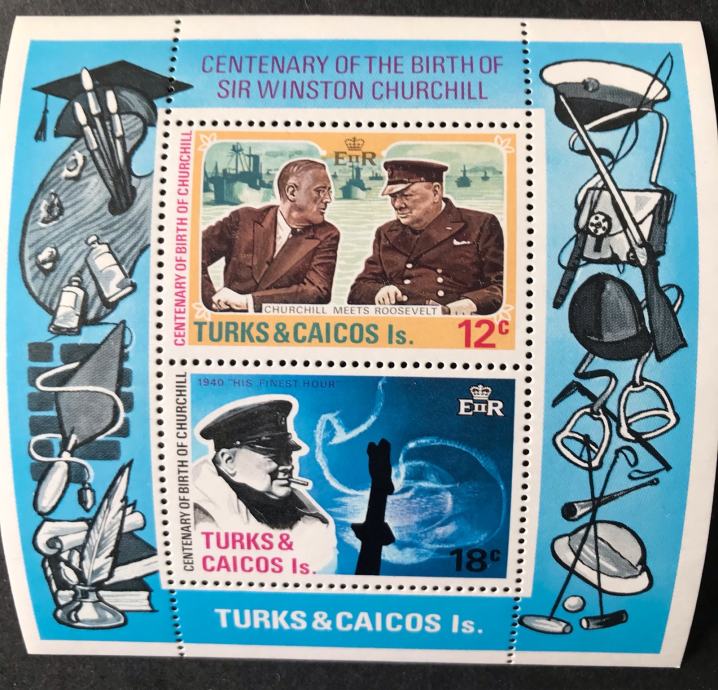 CENTENARY OF THE BIRTH OF
SIR WINSTON CHURCHILL
CENTENARY OF BIRTH OF CHURCHILL
EIIR
CHURCHILL MEETS ROOSEVELT
TURKS & CAICOS Is. 12c
CENTENARY OF BIRTH OF CHURCHILL
1940 "HIS FINEST HOUR"
EIIR
TURKS &
CAICOS Is. 18c
TURKS & CAICOS Is.